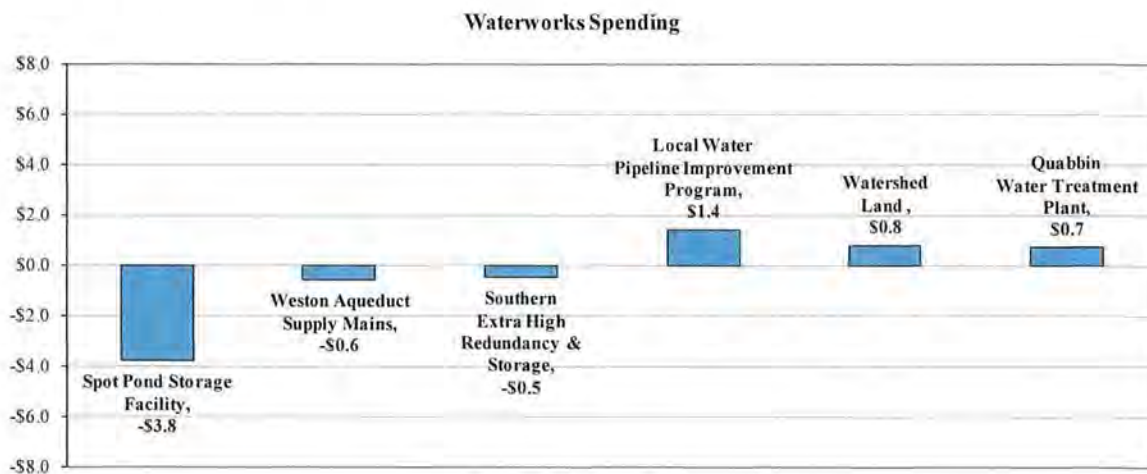 Waterworks Spending
$8.0
$6.0
$4.0
$2.0
$0.0
-$2.0
-$4.0
-$6.0
-$8.0
Spot Pond Storage
Facility,
-$3.8
Weston Aqueduct
Supply Mains,
-$0.6
Southern
Extra High
Redundancy &
Storage,
-$0.5
Local Water
Pipeline Improvement
Program,
$1.4
Watershed
Land ,
$0.8
Quabbin
Water Treatment
Plant,
$0.7